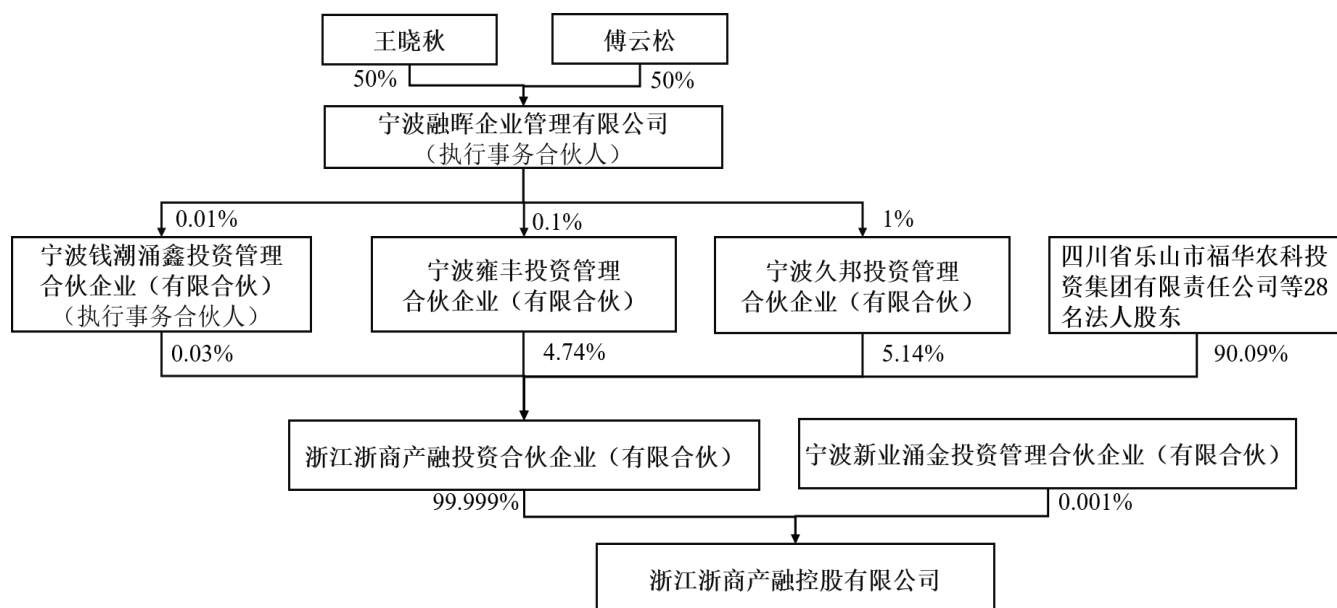 王晓秋
傅云松
50%
50%
宁波融晖企业管理有限公司
（执行事务合伙人）
0.01%
0.1%
1%
宁波钱潮涌鑫投资管理
合伙企业（有限合伙）
（执行事务合伙人）
宁波雍丰投资管理
合伙企业（有限合伙）
宁波久邦投资管理
合伙企业（有限合伙）
四川省乐山市福华农科投
资集团有限责任公司等28
名法人股东
0.03%
4.74%
5.14%
90.09%
浙江浙商产融投资合伙企业（有限合伙）
宁波新业涌金投资管理合伙企业（有限合伙）
99.999%
0.001%
浙江浙商产融控股有限公司